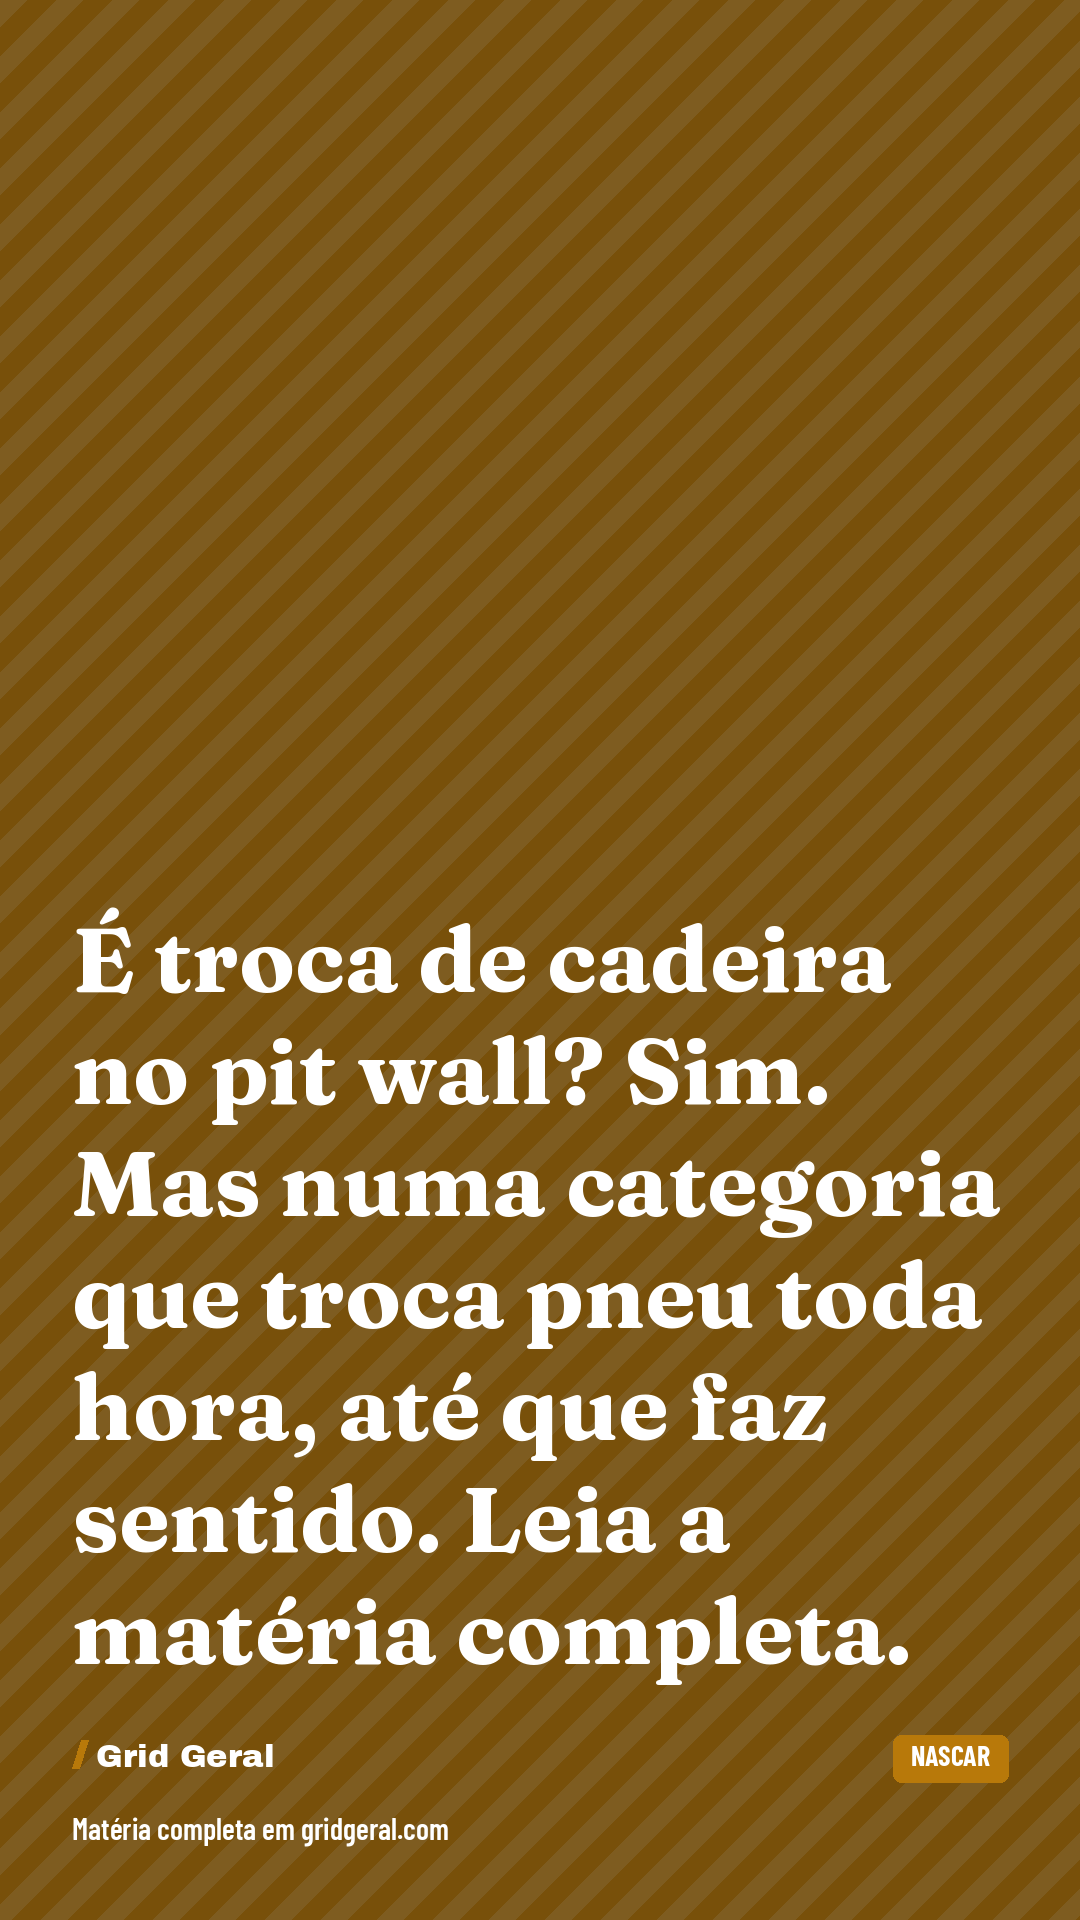 É troca de cadeira
no pit wall? Sim.
Mas numa categoria
que troca pneu toda
hora, até que faz
sentido. Leia a
matéria completa.
/ Grid Geral
NASCAR
Matéria completa em gridgeral.com